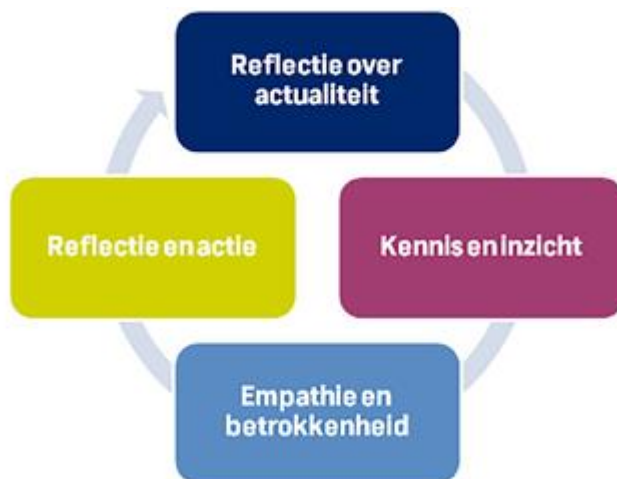 Reflectie over
actualiteit
Reflectie en actie
Kennis en inzicht
Empathie en
betrokkenheid